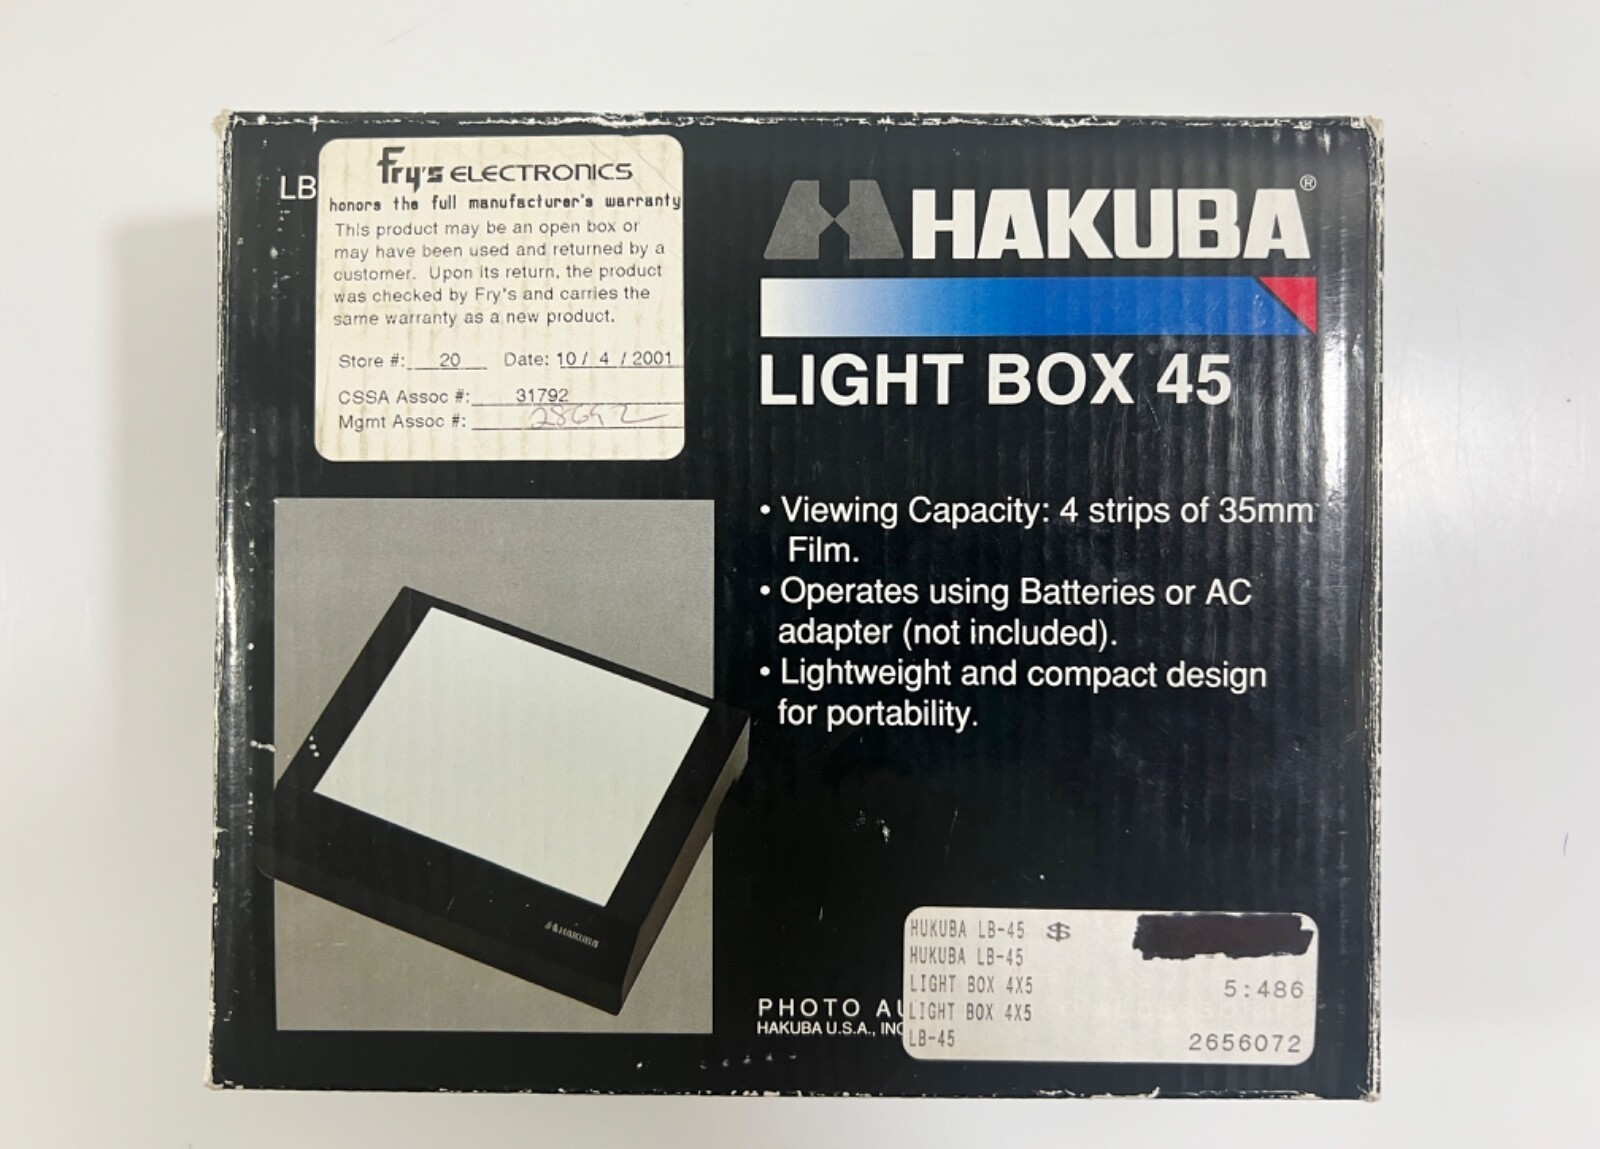 LB
fry's ELECTRONICS
honors the full manufacturer's warranty
This product may be an open box or
may have been used and returned by a
customer. Upon its return, the product
was checked by Fry's and carries the
same warranty as a new product.
Store #: 20 Date: 10 / 4 / 2001
CSSA Assoc #: 31792
Mgmt Assoc #:
HAKUBA®
LIGHT BOX 45
• Viewing Capacity: 4 strips of 35mm
Film.
• Operates using Batteries or AC
adapter (not included).
• Lightweight and compact design
for portability.
HAKUBA
PHOTO AU
HAKUBA U.S.A., INC
HUKUBA LB-45 $
HUKUBA LB-45
LIGHT BOX 4X5 5:486
LIGHT BOX 4X5
LB-45 2656072